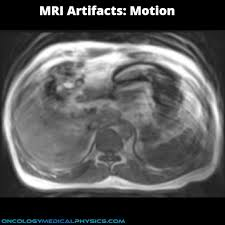 MRI Artifacts: Motion
ONCOLOGYMEDICALPHYSICS.COM